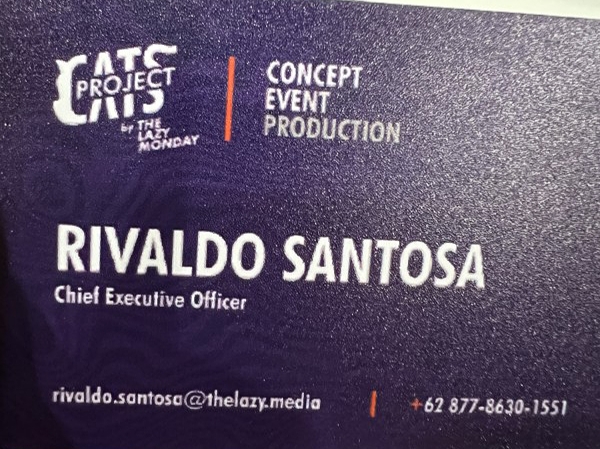 CATS
PROJECT
by THE
LAZY
MONDAY
CONCEPT
EVENT
PRODUCTION
RIVALDO SANTOSA
Chief Executive Officer
rivaldo.santosa@thelazy.media | +62 877-8630-1551